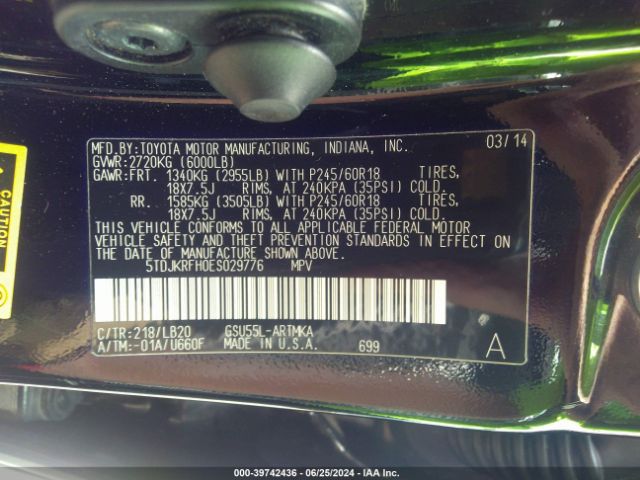 MFD.BY:TOYOTA MOTOR MANUFACTURING, INDIANA, INC. 03/14
GVWR:2720KG (6000LB)
GAWR:FRT. 1340KG (2955LB) WITH P245/60R18 TIRES,
18X7.5J RIMS, AT 240KPA (35PSI) COLD.
RR. 1585KG (3505LB) WITH P245/60R18 TIRES,
18X7.5J RIMS, AT 240KPA (35PSI) COLD.
THIS VEHICLE CONFORMS TO ALL APPLICABLE FEDERAL MOTOR
VEHICLE SAFETY AND THEFT PREVENTION STANDARDS IN EFFECT ON
THE DATE OF MANUFACTURE SHOWN ABOVE.
5TDJKRFH0ES029776 MPV
C/TR:218/LB20 GSU55L-ARTMKA
A/TM:-01A/U660F MADE IN U.S.A. 699 A
CAUTION
000-39742436 - 06/25/2024 - IAA Inc.